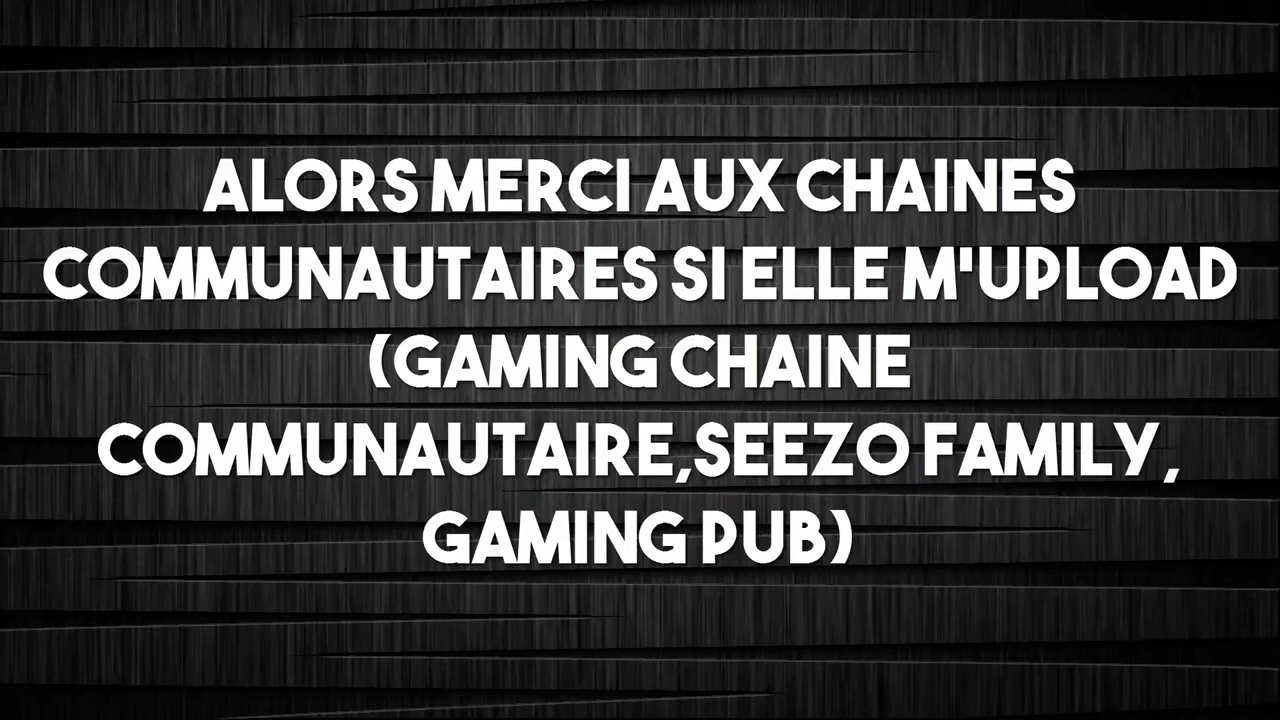 ALORS MERCI AUX CHAINES
COMMUNAUTAIRES SI ELLE M'UPLOAD
(GAMING CHAINE
COMMUNAUTAIRE,SEEZO FAMILY ,
GAMING PUB)